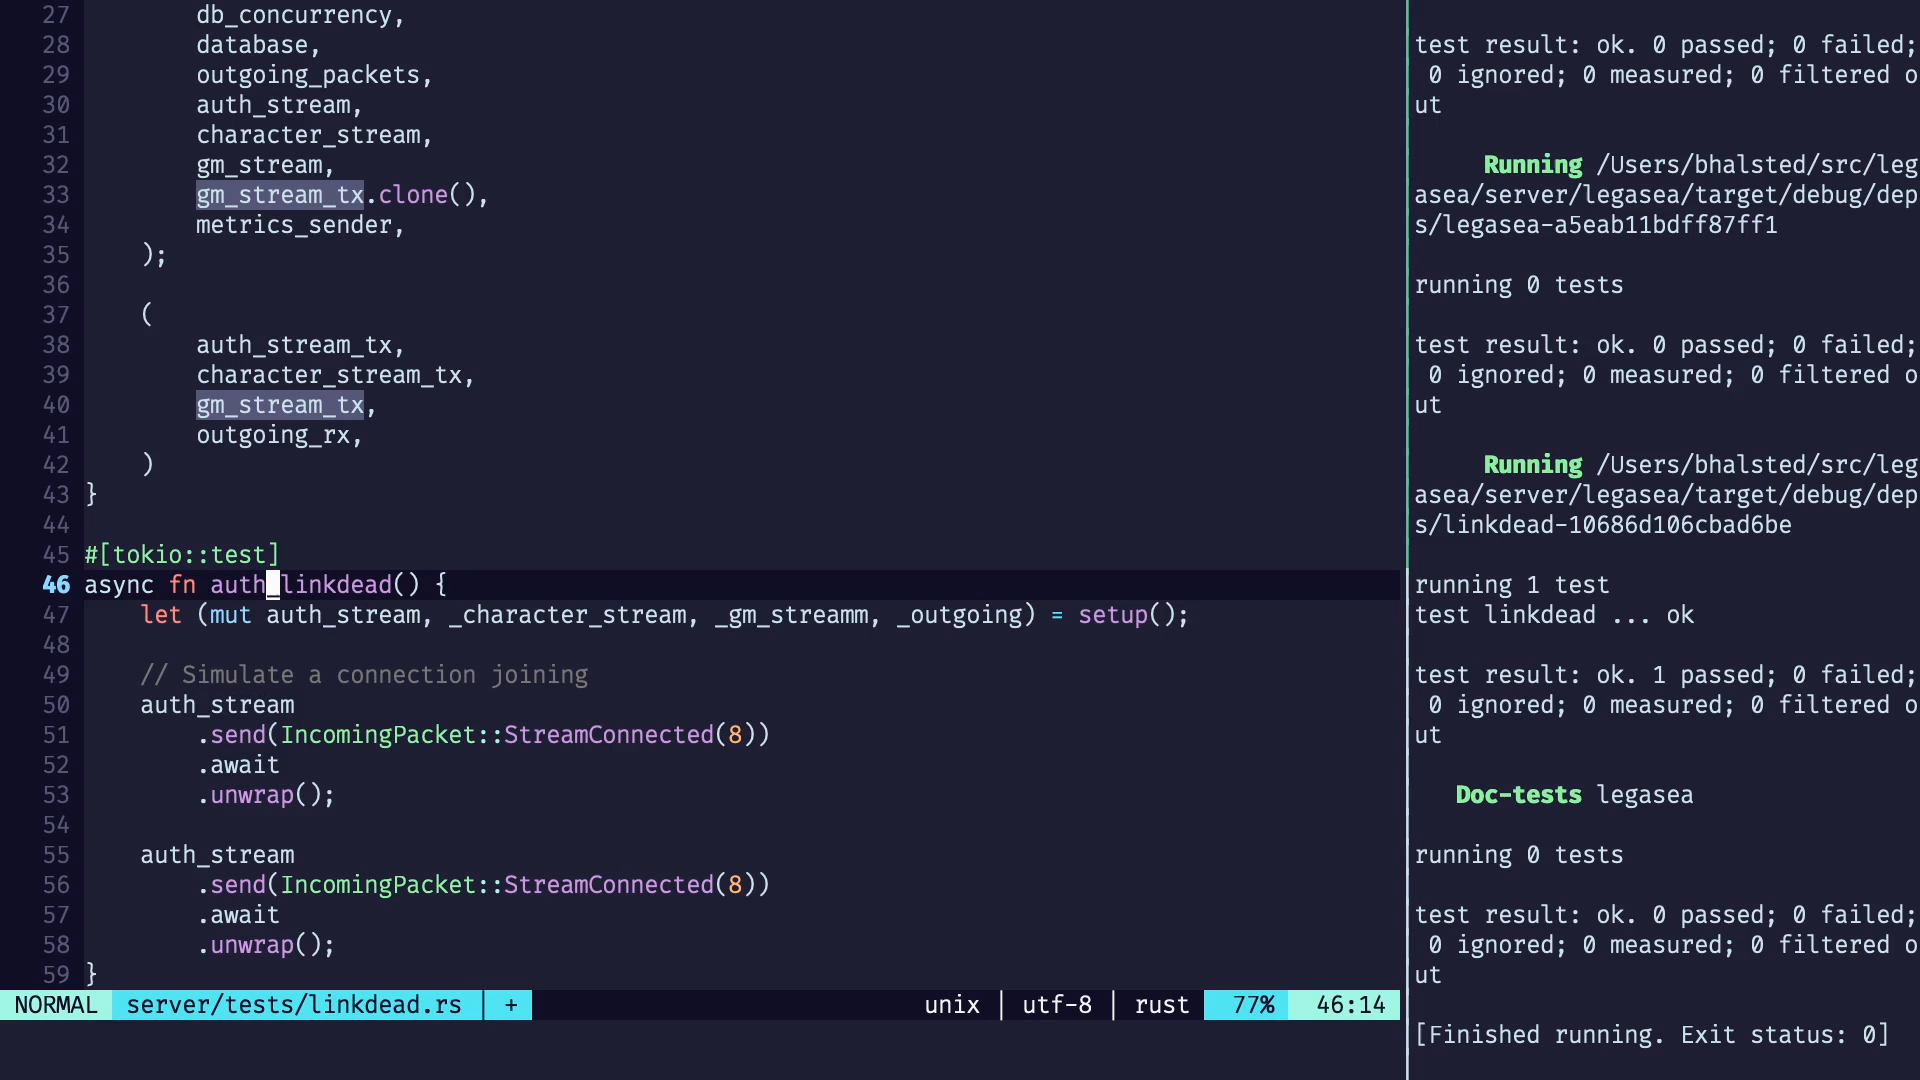 27 db_concurrency,
28 database,
29 outgoing_packets,
30 auth_stream,
31 character_stream,
32 gm_stream,
33 gm_stream_tx.clone(),
34 metrics_sender,
35 );
36
37 (
38 auth_stream_tx,
39 character_stream_tx,
40 gm_stream_tx,
41 outgoing_rx,
42 )
43 }
44
45 #[tokio::test]
46 async fn auth_linkdead() {
47 let (mut auth_stream, _character_stream, _gm_streamm, _outgoing) = setup();
48
49 // Simulate a connection joining
50 auth_stream
51 .send(IncomingPacket::StreamConnected(8))
52 .await
53 .unwrap();
54
55 auth_stream
56 .send(IncomingPacket::StreamConnected(8))
57 .await
58 .unwrap();
59 }
NORMAL server/tests/linkdead.rs | + unix | utf-8 | rust 77% 46:14
test result: ok. 0 passed; 0 failed;
0 ignored; 0 measured; 0 filtered o
ut
Running /Users/bhalsted/src/leg
asea/server/legasea/target/debug/dep
s/legasea-a5eab11bdff87ff1
running 0 tests
test result: ok. 0 passed; 0 failed;
0 ignored; 0 measured; 0 filtered o
ut
Running /Users/bhalsted/src/leg
asea/server/legasea/target/debug/dep
s/linkdead-10686d106cbad6be
running 1 test
test linkdead ... ok
test result: ok. 1 passed; 0 failed;
0 ignored; 0 measured; 0 filtered o
ut
Doc-tests legasea
running 0 tests
test result: ok. 0 passed; 0 failed;
0 ignored; 0 measured; 0 filtered o
ut
[Finished running. Exit status: 0]